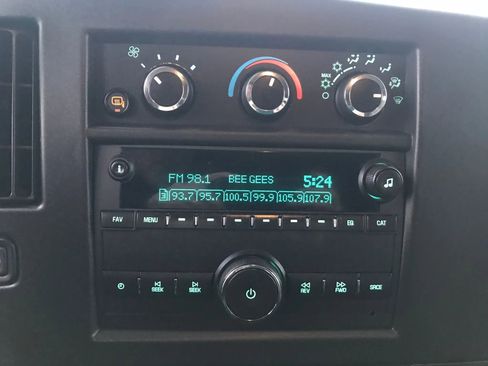 MAX
FM 98.1 BEE GEES 5:24
3 93.7 95.7 100.5 99.9 105.9 107.9
FAV MENU EQ CAT
SEEK SEEK REV FWD SRCE